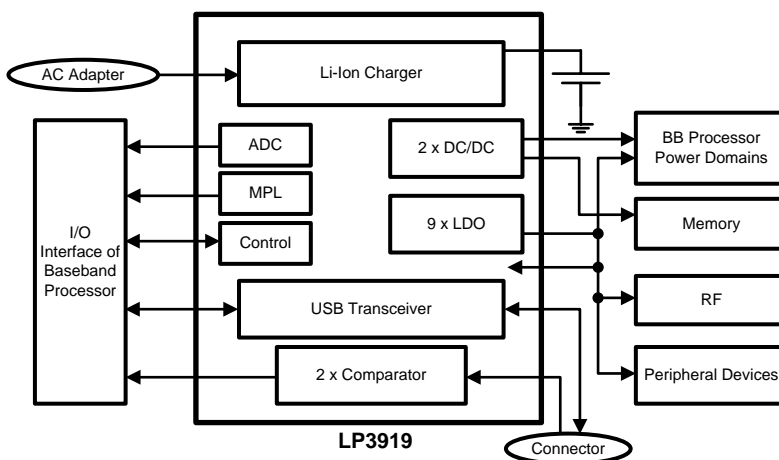 AC Adapter
Li-Ion Charger
ADC
MPL
Control
2 x DC/DC
9 x LDO
BB Processor
Power Domains
Memory
RF
Peripheral Devices
I/O
Interface of
Baseband
Processor
USB Transceiver
2 x Comparator
LP3919
Connector